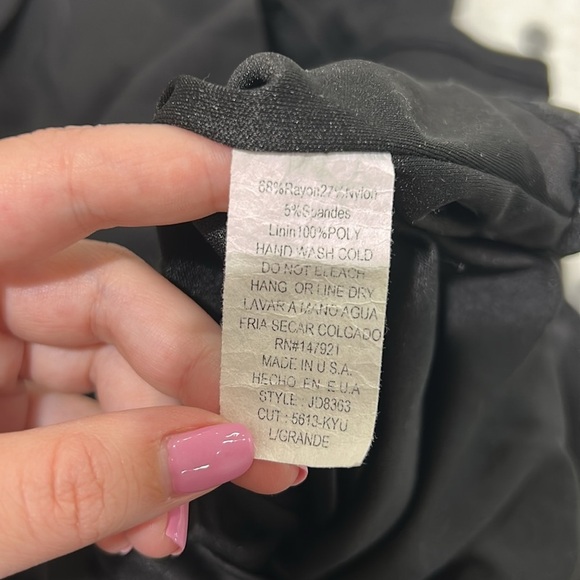 68%Rayon27%Nylon
5%Spandes
Linin100%POLY
HAND WASH COLD
DO NOT BLEACH
HANG OR LINE DRY
LAVAR A MANO AGUA
FRIA SECAR COLGADO
RN#147921
MADE IN U.S.A.
HECHO EN E.U.A
STYLE : JD8363
CUT : 5613-KYU
L/GRANDE